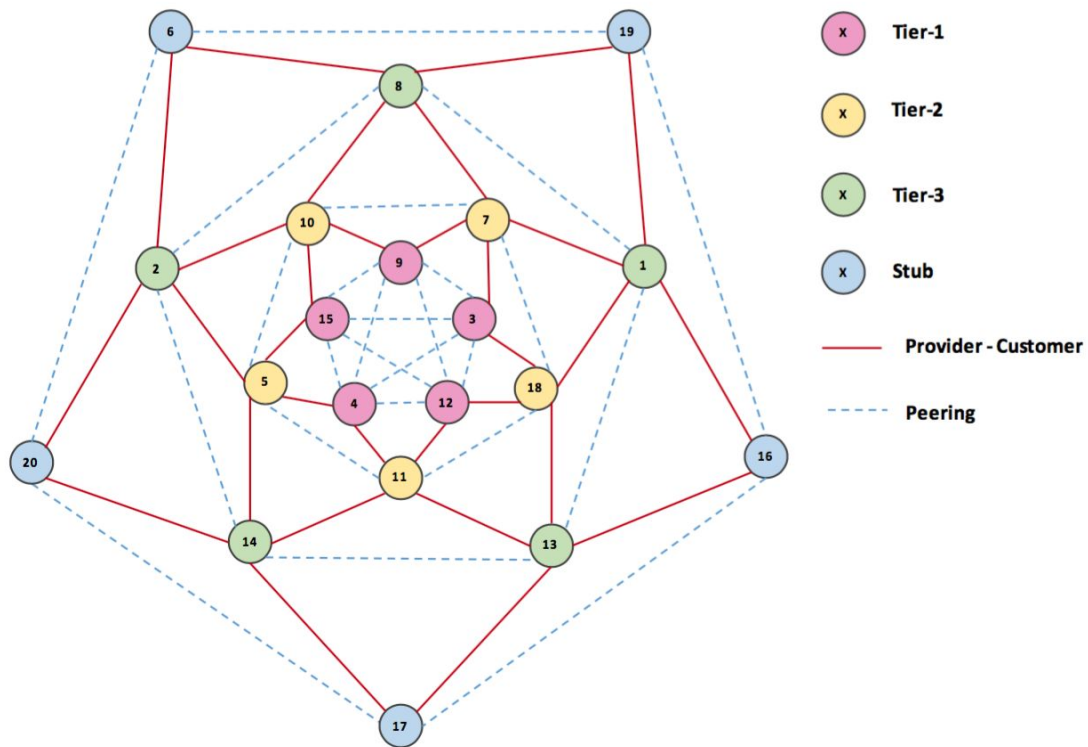 6
19
x
Tier-1
8
x
Tier-2
x
Tier-3
10
7
2
9
1
x
Stub
15
3
Provider - Customer
5
4
12
18
Peering
20
11
16
14
13
17